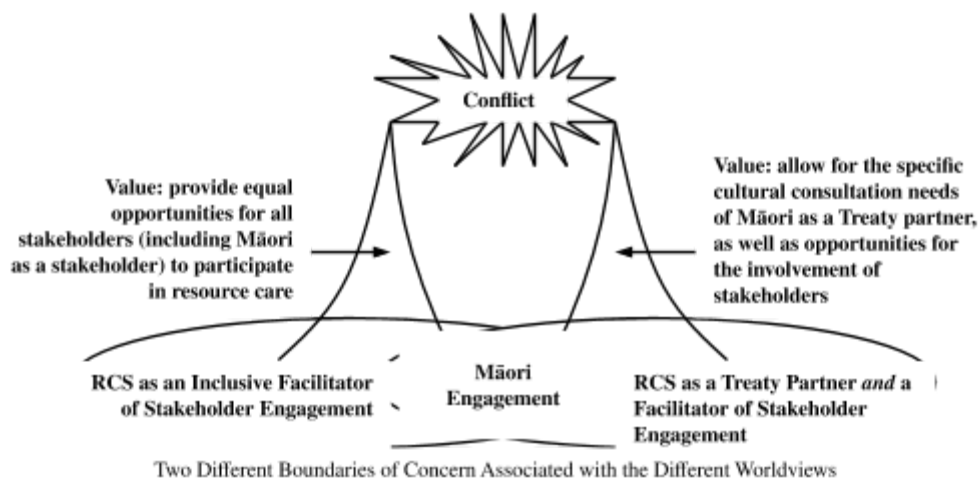 Conflict
Value: provide equal
opportunities for all
stakeholders (including Māori
as a stakeholder) to participate
in resource care
Value: allow for the specific
cultural consultation needs
of Māori as a Treaty partner,
as well as opportunities for
the involvement of
stakeholders
RCS as an Inclusive Facilitator
of Stakeholder Engagement
Māori
Engagement
RCS as a Treaty Partner and a
Facilitator of Stakeholder
Engagement
Two Different Boundaries of Concern Associated with the Different Worldviews